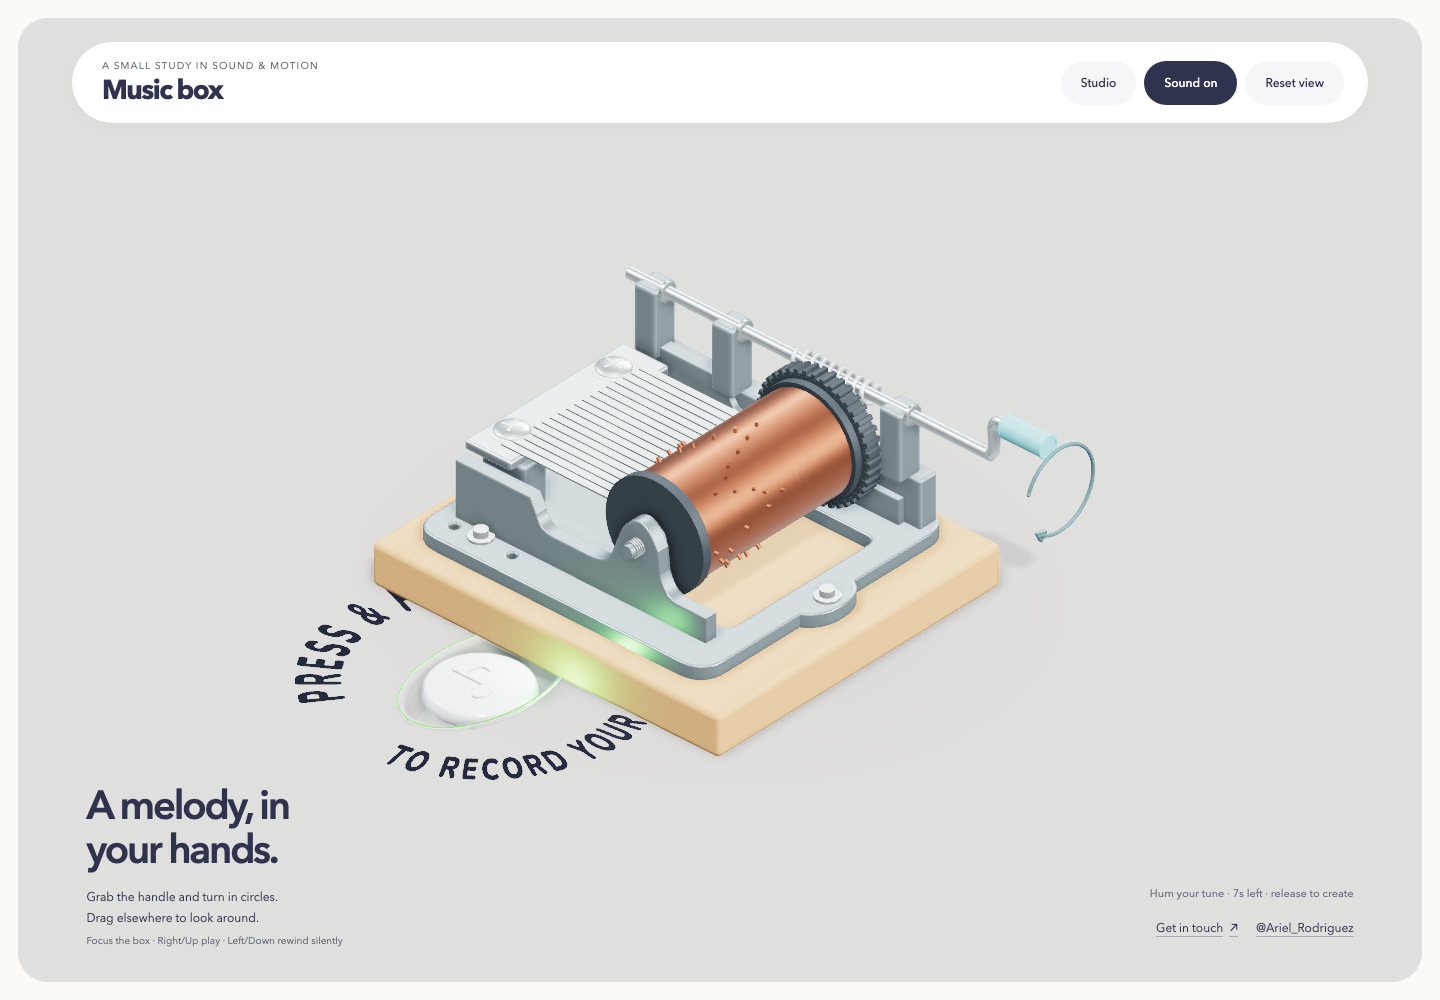 A SMALL STUDY IN SOUND & MOTION
Music box
Studio
Sound on
Reset view
PRESS &
TO RECORD YOUR
A melody, in
your hands.
Grab the handle and turn in circles.
Drag elsewhere to look around.
Focus the box · Right/Up play · Left/Down rewind silently
Hum your tune · 7s left · release to create
Get in touch ↗
@Ariel_Rodriguez